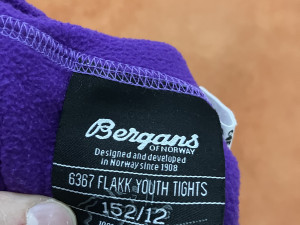 Bergans
OF NORWAY
Designed and developed
in Norway since 1908
6367 FLAKK YOUTH TIGHTS
152/12